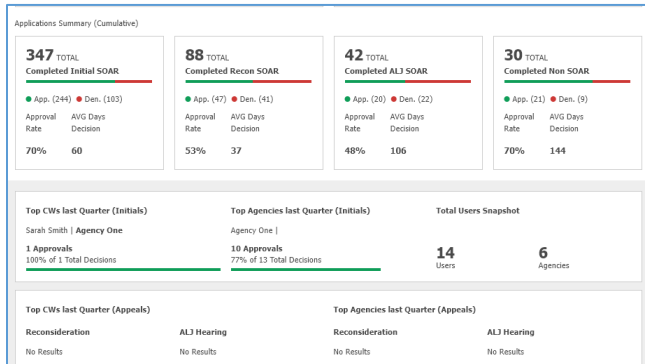 Applications Summary (Cumulative)
347 TOTAL
Completed Initial SOAR
App. (244) Den. (103)
Approval Rate
AVG Days Decision
70% 60
88 TOTAL
Completed Recon SOAR
App. (47) Den. (41)
Approval Rate
AVG Days Decision
53% 37
42 TOTAL
Completed ALJ SOAR
App. (20) Den. (22)
Approval Rate
AVG Days Decision
48% 106
30 TOTAL
Completed Non SOAR
App. (21) Den. (9)
Approval Rate
AVG Days Decision
70% 144
Top CWs last Quarter (Initials)
Sarah Smith | Agency One
1 Approvals
100% of 1 Total Decisions
Top Agencies last Quarter (Initials)
Agency One |
10 Approvals
77% of 13 Total Decisions
Total Users Snapshot
14
Users
6
Agencies
Top CWs last Quarter (Appeals)
Reconsideration
No Results
ALJ Hearing
No Results
Top Agencies last Quarter (Appeals)
Reconsideration
No Results
ALJ Hearing
No Results